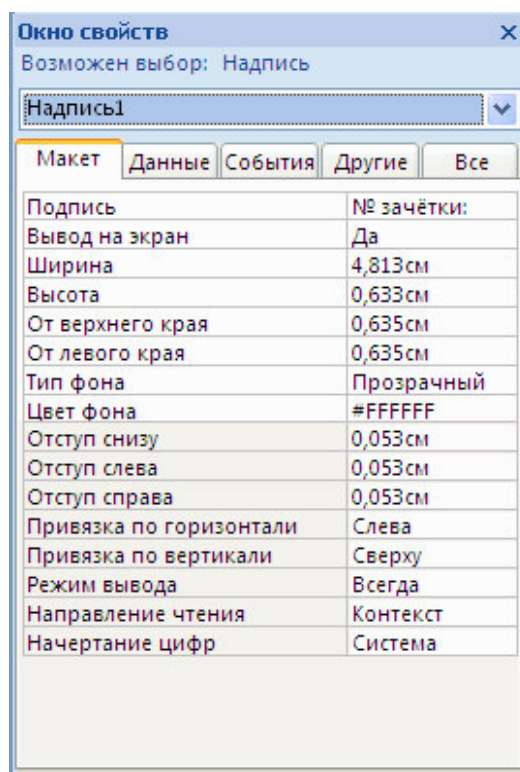 Окно свойств
Возможен выбор: Надпись
Надпись1
Макет Данные События Другие Все
Подпись № зачётки:
Вывод на экран Да
Ширина 4,813см
Высота 0,633см
От верхнего края 0,635см
От левого края 0,635см
Тип фона Прозрачный
Цвет фона #FFFFFF
Отступ снизу 0,053см
Отступ слева 0,053см
Отступ справа 0,053см
Привязка по горизонтали Слева
Привязка по вертикали Сверху
Режим вывода Всегда
Направление чтения Контекст
Начертание цифр Система